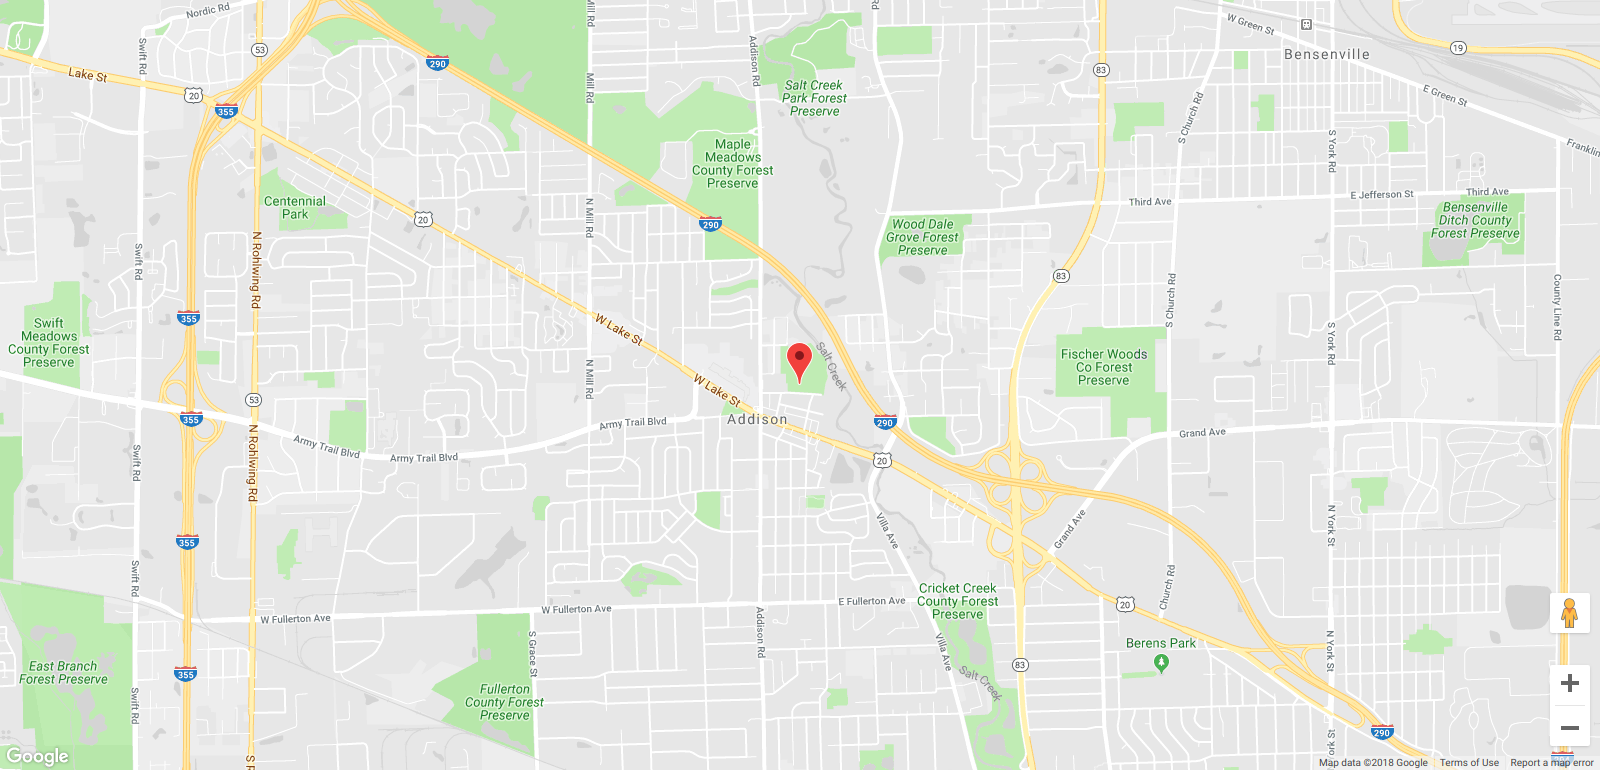 Nordic Rd
Swift Rd
53
Mill Rd
Addison Rd
Rd
W Green St
Bensenville
19
Lake St
20
355
290
Mill Rd
Salt Creek
Park Forest
Preserve
83
E Green St
S Church Rd
S York Rd
Franklin
Maple
Meadows
County Forest
Preserve
Centennial
Park
20
N Mill Rd
290
Wood Dale
Grove Forest
Preserve
Third Ave
E Jefferson St
Third Ave
Bensenville
Ditch County
Forest Preserve
Swift Rd
N Rohlwing Rd
83
S Church Rd
County Line Rd
Swift
Meadows
County Forest
Preserve
355
W Lake St
N Mill Rd
Salt Creek
Fischer Woods
Co Forest
Preserve
S York Rd
53
355
W Lake St
Addison
290
Army Trail Blvd
Army Trail Blvd
Army Trail Blvd
Grand Ave
20
Swift Rd
N Rohlwing Rd
Villa Ave
Grand Ave
N York St
355
Swift Rd
Church Rd
Cricket Creek
County Forest
Preserve
20
W Fullerton Ave
W Fullerton Ave
E Fullerton Ave
Addison Rd
S Grace St
Villa Ave
Berens Park
N York St
East Branch
Forest Preserve
355
Swift Rd
83
Salt Creek
Fullerton
County Forest
Preserve
290
Google
Map data ©2018 Google
Terms of Use
Report a map error